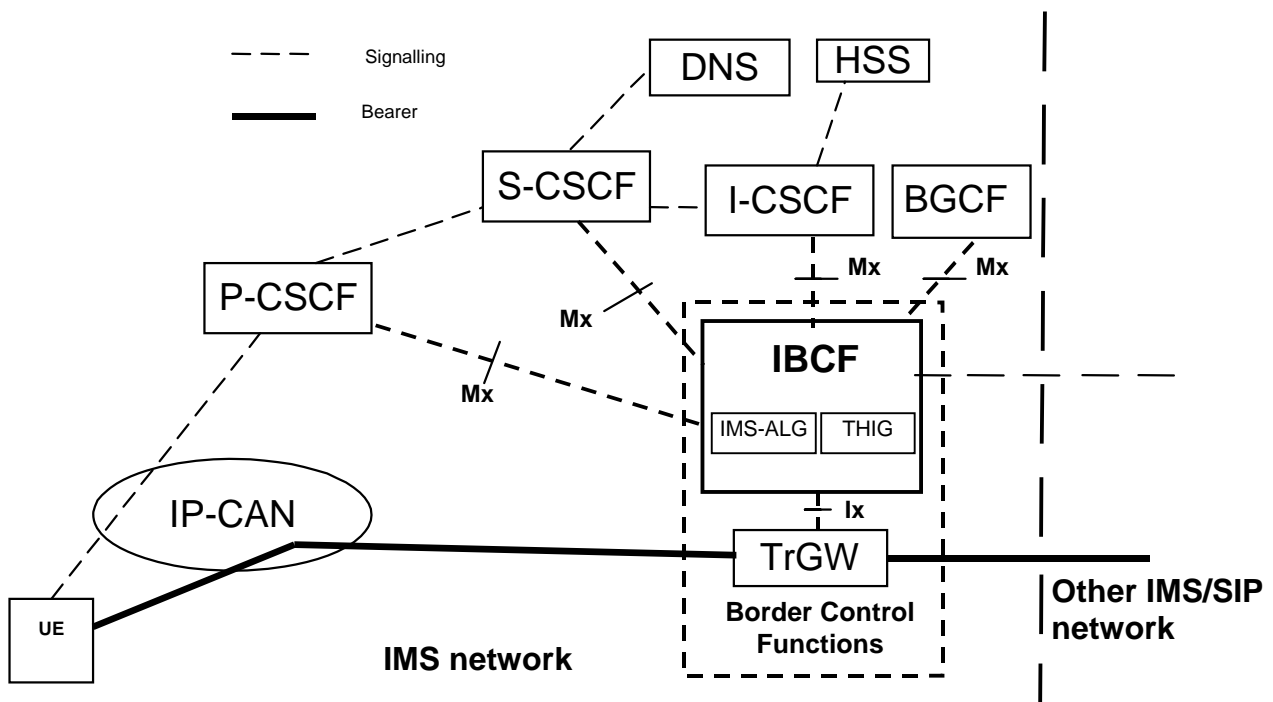 Signalling
Bearer
DNS
HSS
S-CSCF
I-CSCF
BGCF
P-CSCF
Mx
Mx
Mx
Mx
IBCF
IMS-ALG
THIG
IP-CAN
Ix
TrGW
UE
Border Control
Functions
Other IMS/SIP
network
IMS network